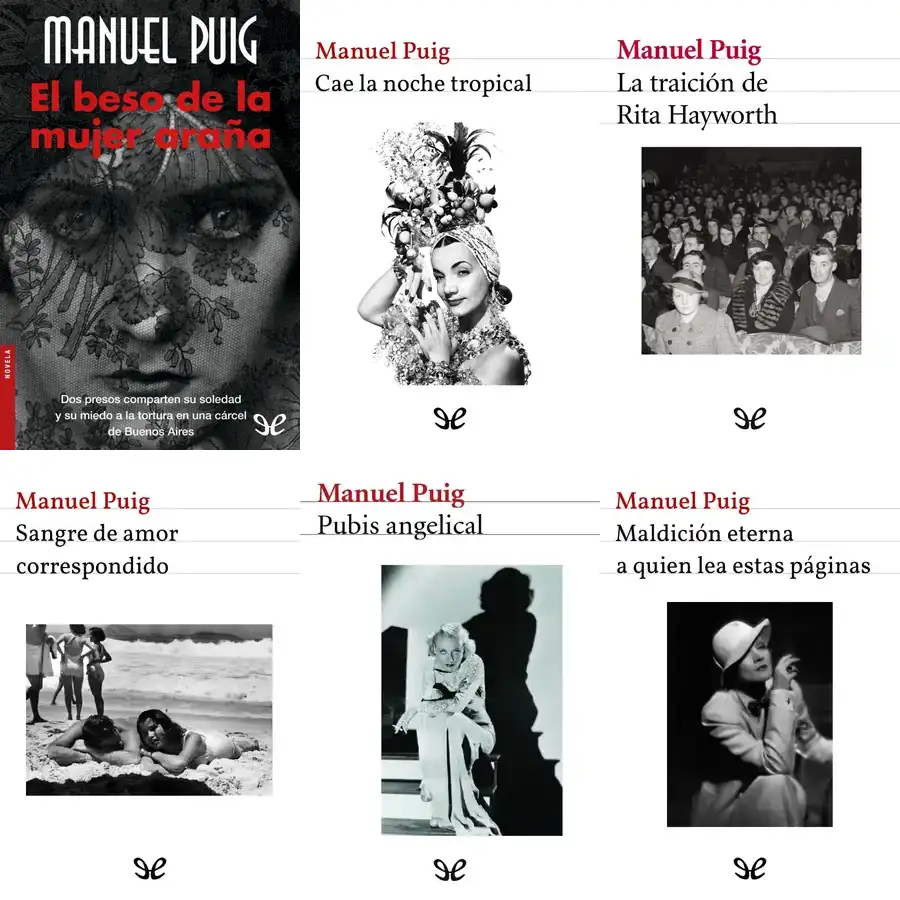 MANUEL PUIG
El beso de la
mujer araña
NOVELA
Dos presos comparten su soledad
y su miedo a la tortura en una cárcel
de Buenos Aires
Manuel Puig
Cae la noche tropical
Manuel Puig
La traición de
Rita Hayworth
Manuel Puig
Sangre de amor
correspondido
Manuel Puig
Pubis angelical
Manuel Puig
Maldición eterna
a quien lea estas páginas